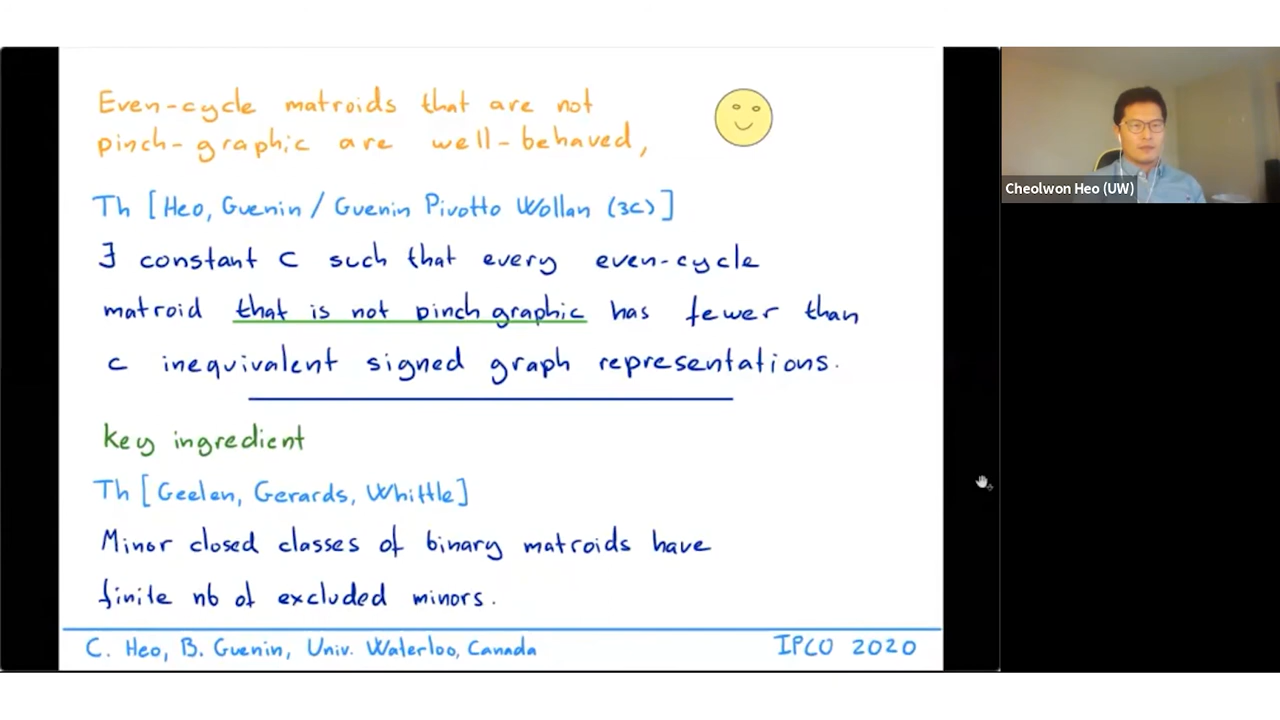 Even-cycle matroids that are not
pinch-graphic are well-behaved,
Th [Heo, Guenin / Guenin Pivotto Wollan (3c)]
∃ constant c such that every even-cycle
matroid that is not pinch graphic has fewer than
c inequivalent signed graph representations.
key ingredient
Th [Geelen, Gerards, Whittle]
Minor closed classes of binary matroids have
finite nb of excluded minors.
C. Heo, B. Guenin, Univ. Waterloo, Canada
IPCO 2020
Cheolwon Heo (UW)